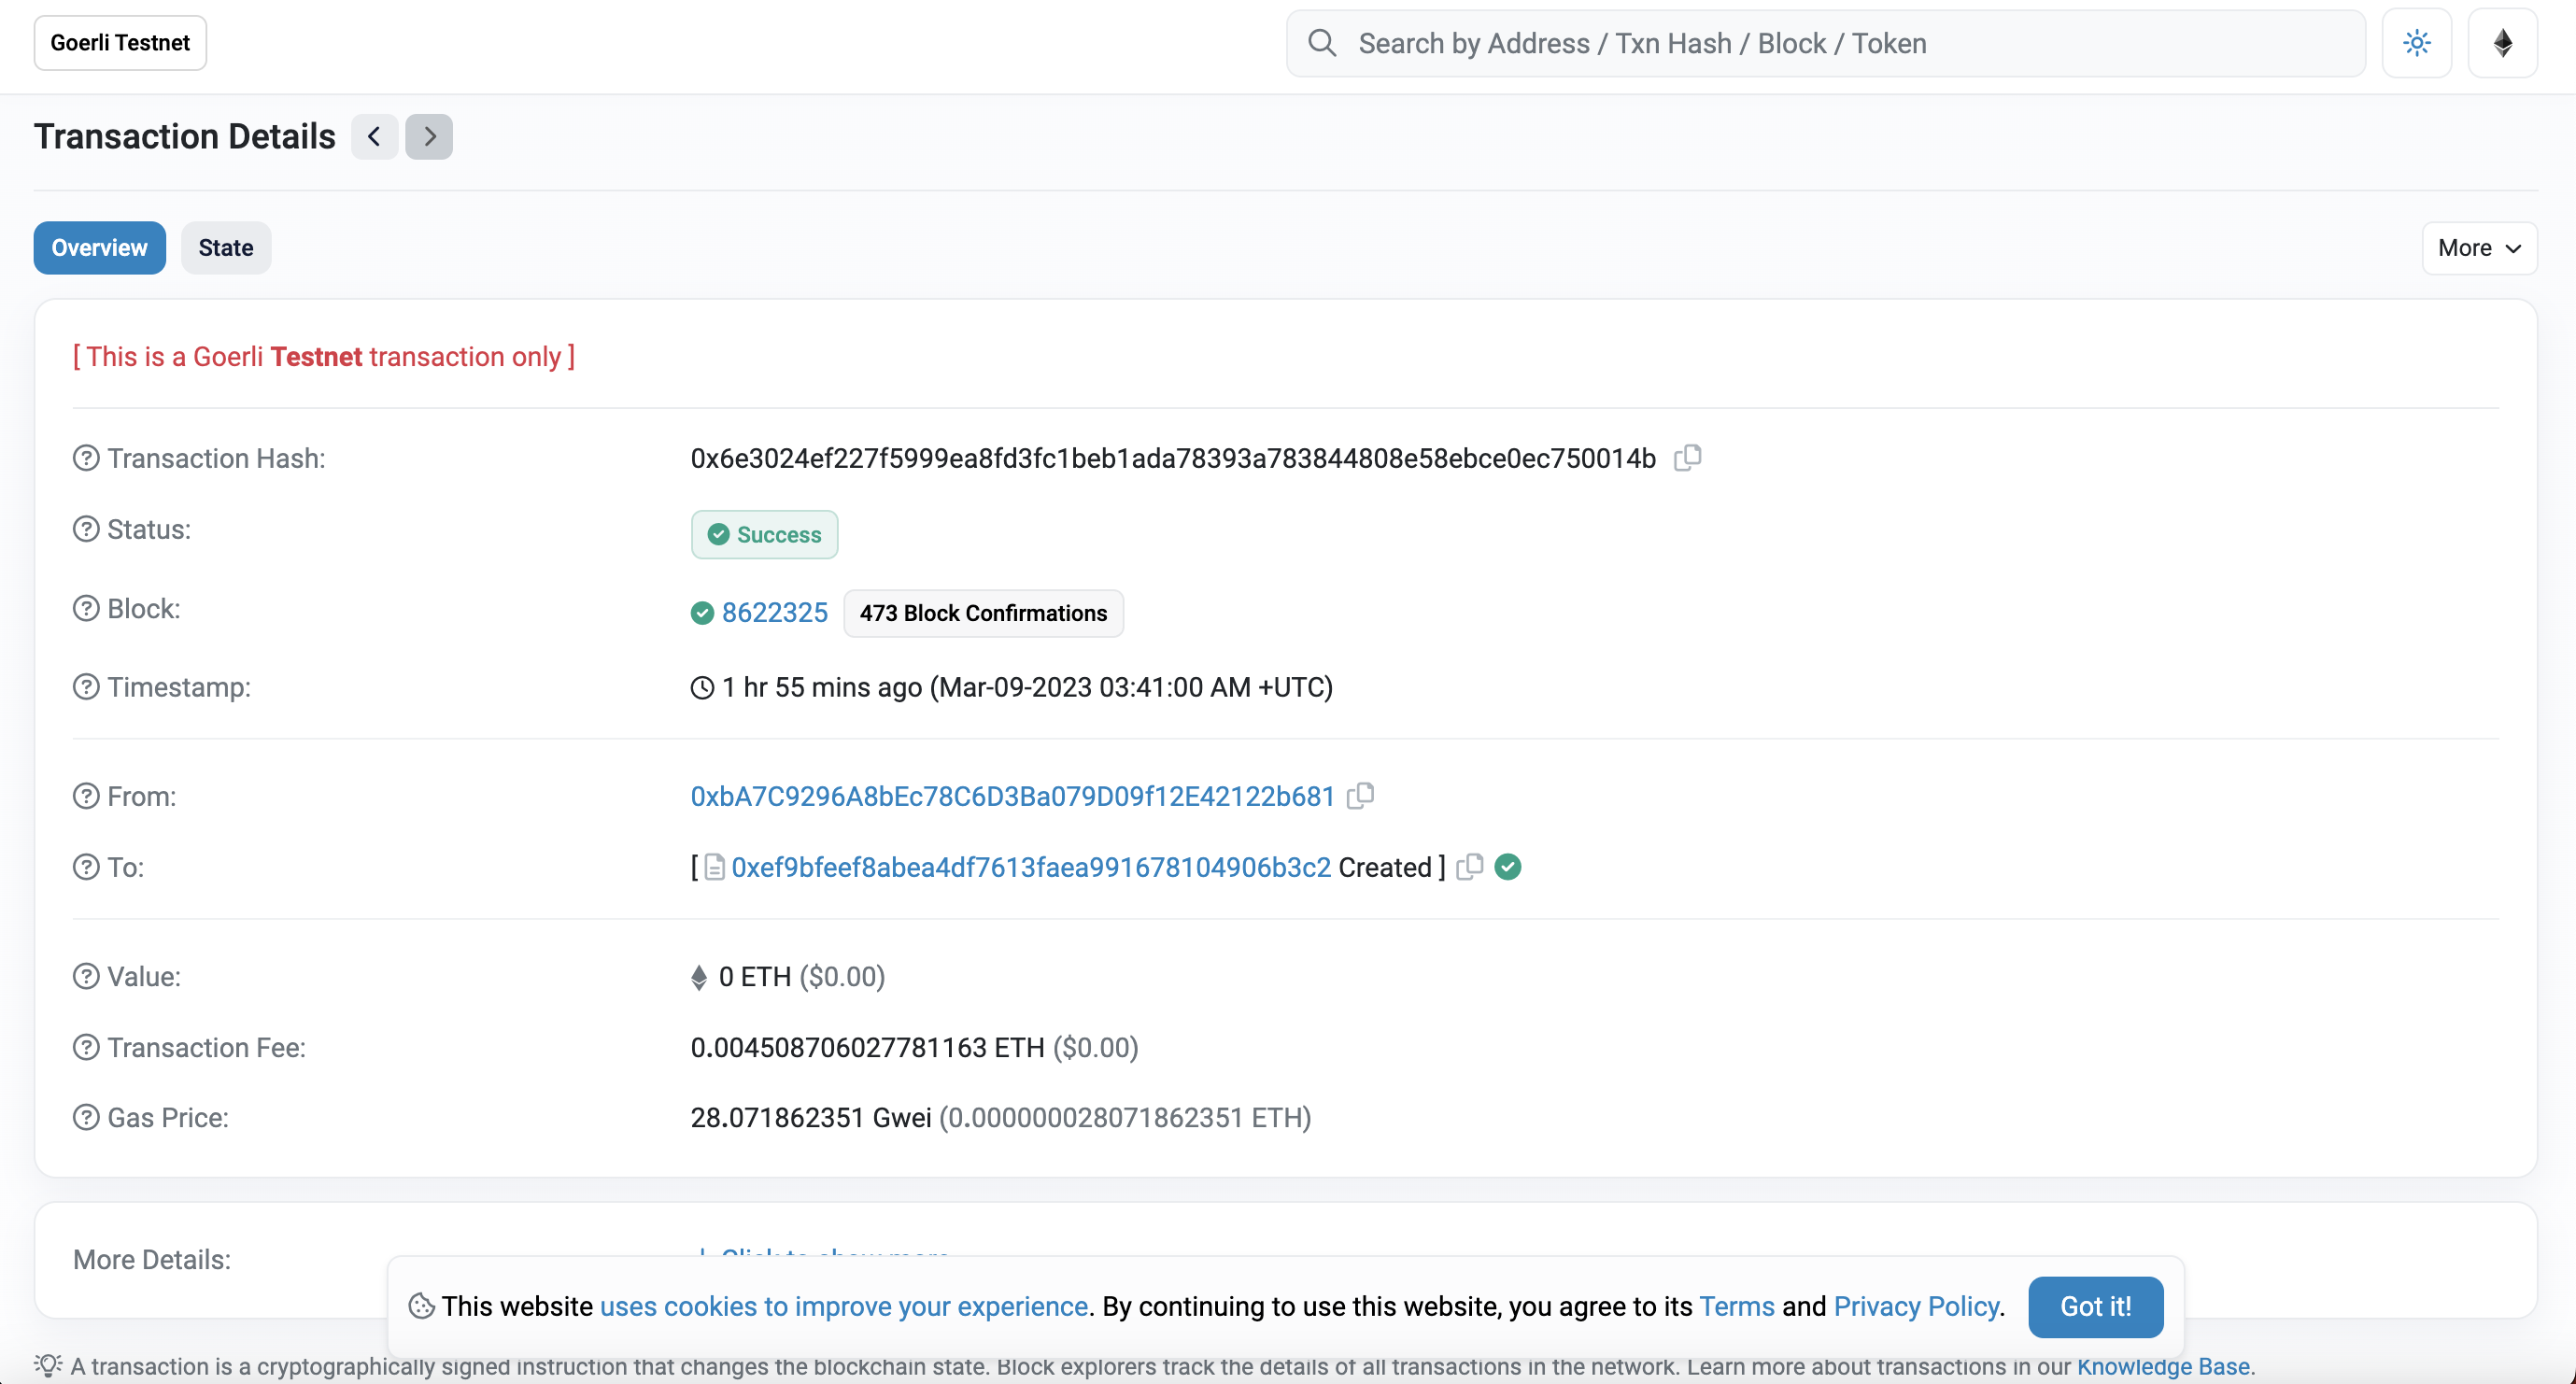 Goerli Testnet
Search by Address / Txn Hash / Block / Token
Transaction Details
Overview State More
[ This is a Goerli Testnet transaction only ]
Transaction Hash: 0x6e3024ef227f5999ea8fd3fc1beb1ada78393a783844808e58ebce0ec750014b
Status: Success
Block: 8622325 473 Block Confirmations
Timestamp: 1 hr 55 mins ago (Mar-09-2023 03:41:00 AM +UTC)
From: 0xbA7C9296A8bEc78C6D3Ba079D09f12E42122b681
To: [ 0xef9bfeef8abea4df7613faea991678104906b3c2 Created ]
Value: 0 ETH ($0.00)
Transaction Fee: 0.004508706027781163 ETH ($0.00)
Gas Price: 28.071862351 Gwei (0.000000028071862351 ETH)
More Details: Click to show more
This website uses cookies to improve your experience. By continuing to use this website, you agree to its Terms and Privacy Policy. Got it!
A transaction is a cryptographically signed instruction that changes the blockchain state. Block explorers track the details of all transactions in the network. Learn more about transactions in our Knowledge Base.